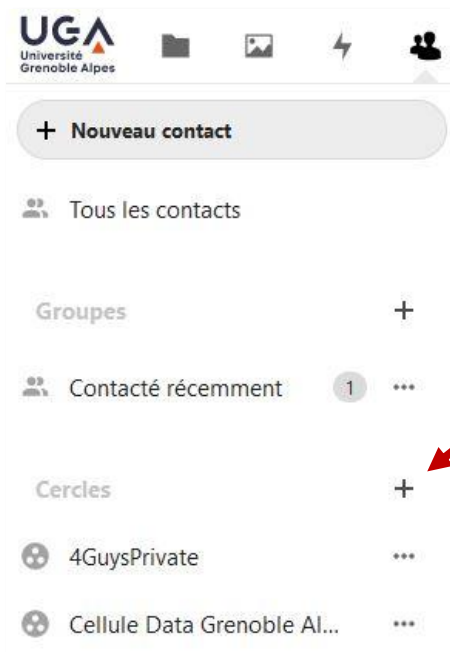 UGA
Université
Grenoble Alpes
+ Nouveau contact
Tous les contacts
Groupes +
Contacté récemment 1 ...
Cercles +
4GuysPrivate ...
Cellule Data Grenoble Al... ...